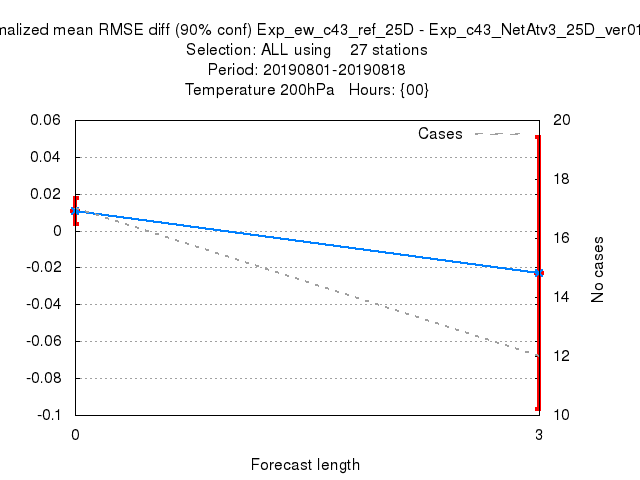 malized mean RMSE diff (90% conf) Exp_ew_c43_ref_25D - Exp_c43_NetAtv3_25D_ver01
Selection: ALL using 27 stations
Period: 20190801-20190818
Temperature 200hPa Hours: {00}
Cases
0.06
0.04
0.02
0
-0.02
-0.04
-0.06
-0.08
-0.1
20
18
16
14
12
10
No cases
0
3
Forecast length